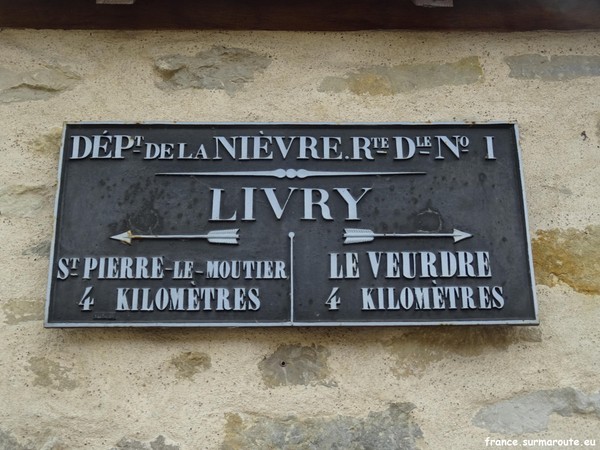 DÉPT DE LA NIÈVRE. RTE DLE NO 1
LIVRY
ST PIERRE-LE-MOUTIER
4 KILOMÈTRES
LE VEURDRE
4 KILOMÈTRES
france.surmaroute.eu